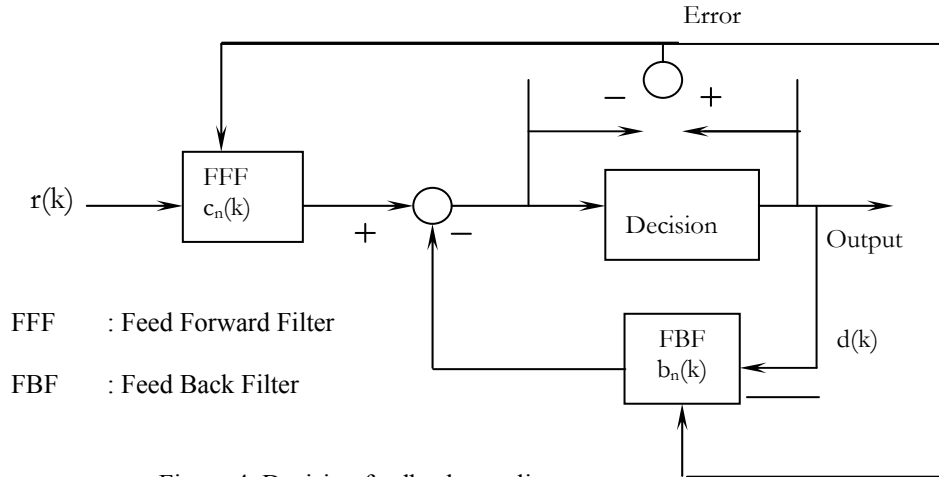 Error
− +
FFF
cn(k)
r(k)
+
−
Decision
Output
FFF : Feed Forward Filter
FBF
bn(k)
d(k)
FBF : Feed Back Filter